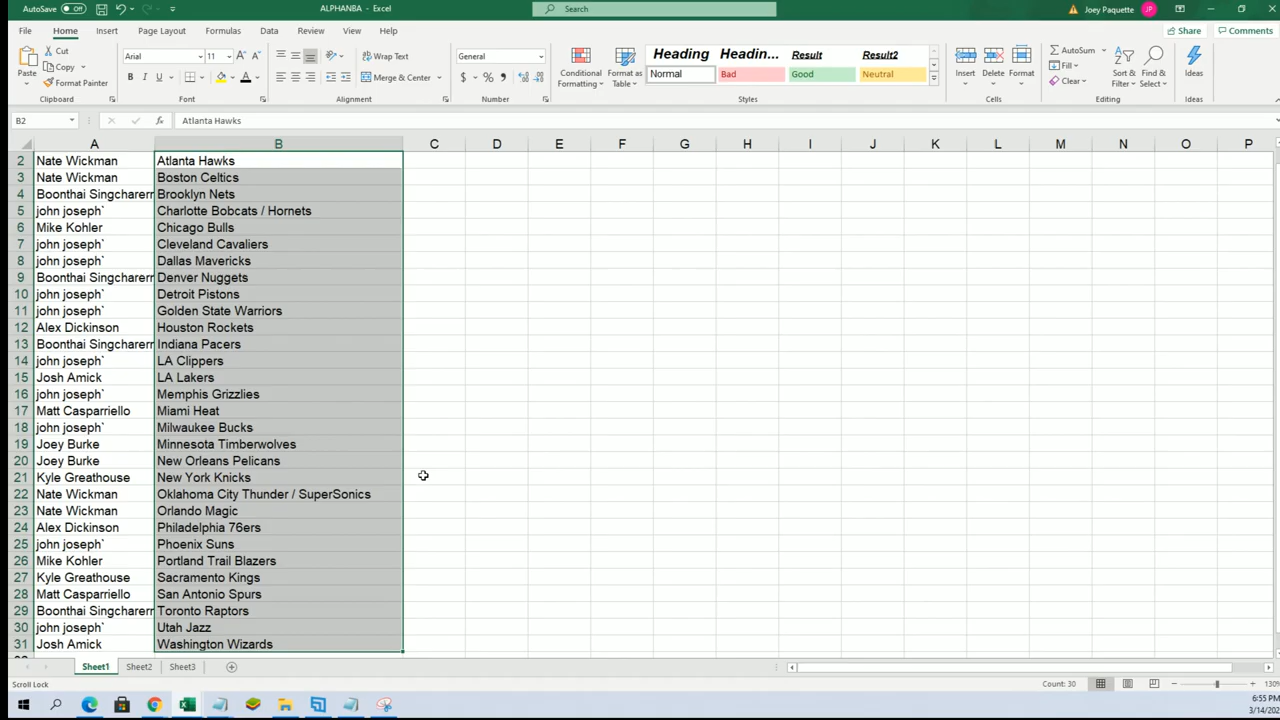 AutoSave Off ALPHANBA - Excel Search Joey Paquette JP
File Home Insert Page Layout Formulas Data Review View Help Share Comments
Paste Cut Copy Format Painter Clipboard
Arial 11 B I U A Font
Wrap Text Merge & Center Alignment
General $ % Number
Conditional Formatting Format as Table
Heading Headin... Result Result2
Normal Bad Good Neutral Styles
Insert Delete Format Cells
AutoSum Fill Clear Sort & Filter Find & Select Editing
Ideas Ideas
B2 fx Atlanta Hawks
A B C D E F G H I J K L M N O P
2 Nate Wickman Atlanta Hawks
3 Nate Wickman Boston Celtics
4 Boonthai Singcharern Brooklyn Nets
5 john joseph` Charlotte Bobcats / Hornets
6 Mike Kohler Chicago Bulls
7 john joseph` Cleveland Cavaliers
8 john joseph` Dallas Mavericks
9 Boonthai Singcharern Denver Nuggets
10 john joseph` Detroit Pistons
11 john joseph` Golden State Warriors
12 Alex Dickinson Houston Rockets
13 Boonthai Singcharern Indiana Pacers
14 john joseph` LA Clippers
15 Josh Amick LA Lakers
16 john joseph` Memphis Grizzlies
17 Matt Casparriello Miami Heat
18 john joseph` Milwaukee Bucks
19 Joey Burke Minnesota Timberwolves
20 Joey Burke New Orleans Pelicans
21 Kyle Greathouse New York Knicks
22 Nate Wickman Oklahoma City Thunder / SuperSonics
23 Nate Wickman Orlando Magic
24 Alex Dickinson Philadelphia 76ers
25 john joseph` Phoenix Suns
26 Mike Kohler Portland Trail Blazers
27 Kyle Greathouse Sacramento Kings
28 Matt Casparriello San Antonio Spurs
29 Boonthai Singcharern Toronto Raptors
30 john joseph` Utah Jazz
31 Josh Amick Washington Wizards
Sheet1 Sheet2 Sheet3
Scroll Lock Count: 30 130%
6:55 PM
3/14/202